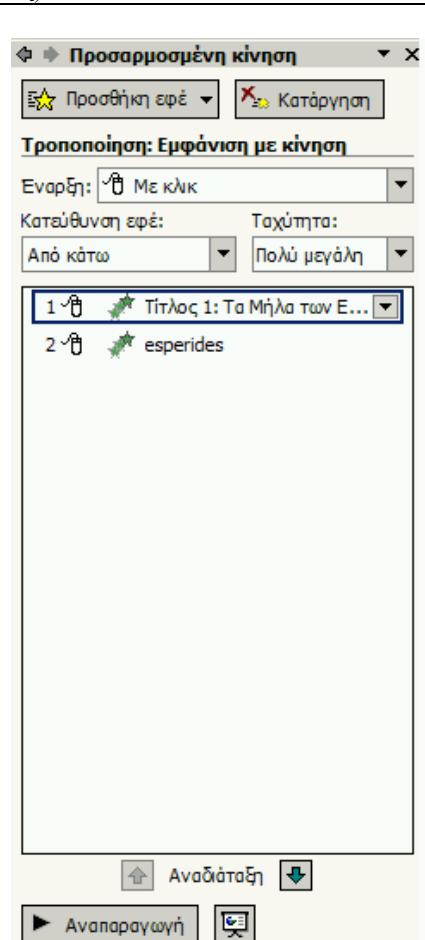 Προσαρμοσμένη κίνηση
Προσθήκη εφέ Κατάργηση
Τροποποίηση: Εμφάνιση με κίνηση
Έναρξη: Με κλικ
Κατεύθυνση εφέ: Ταχύτητα:
Από κάτω Πολύ μεγάλη
1 Τίτλος 1: Τα Μήλα των Ε...
2 esperides
Αναδιάταξη
Αναπαραγωγή